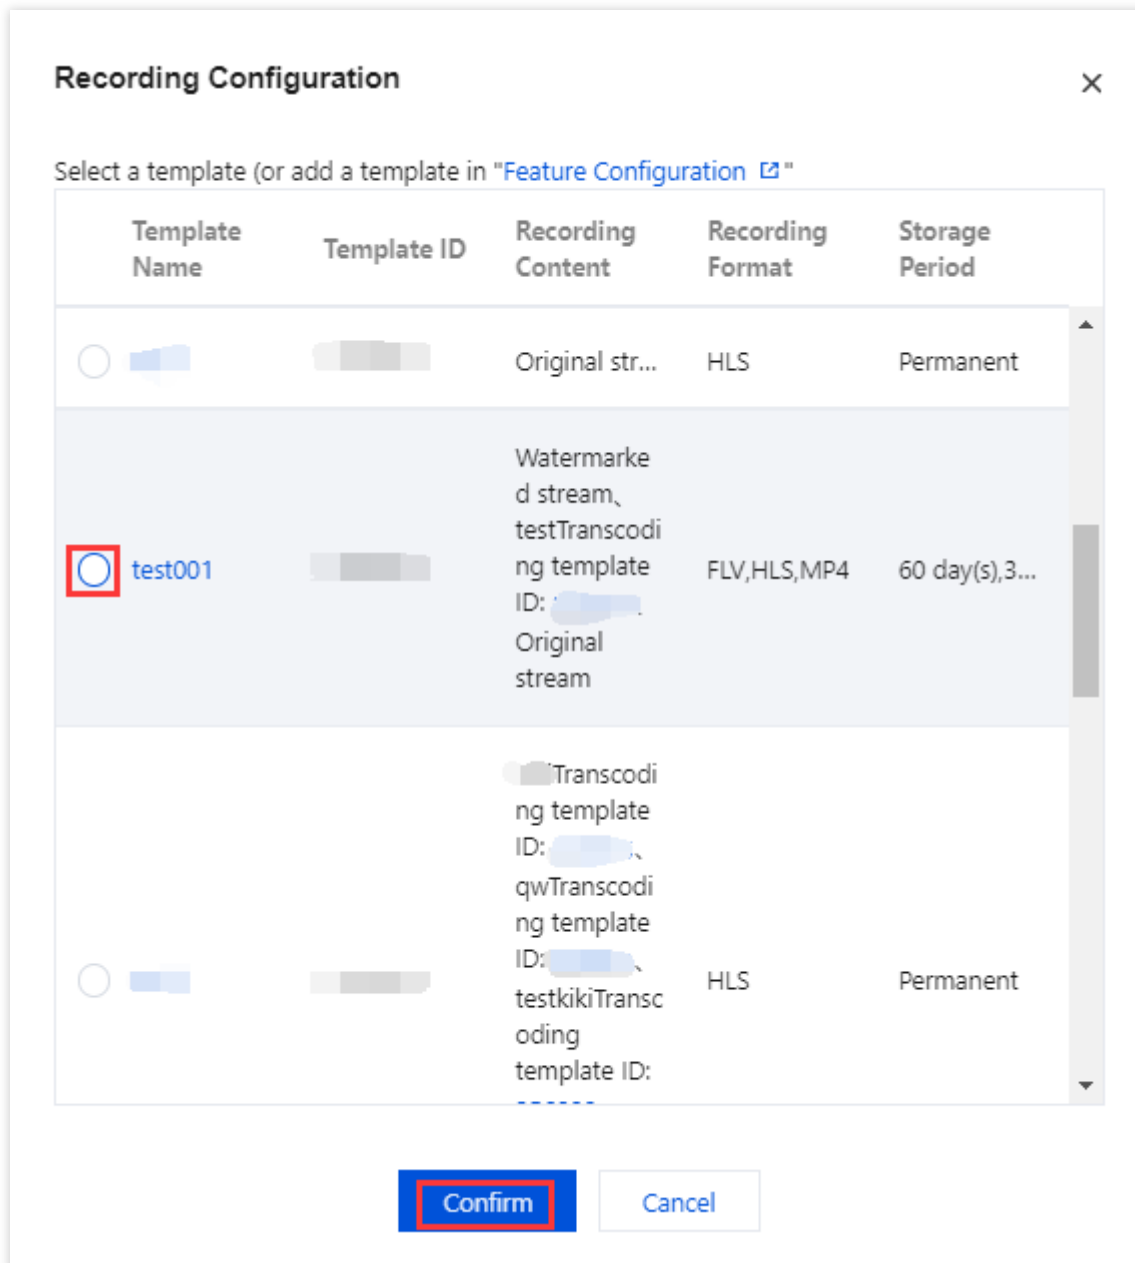 Recording Configuration
Select a template (or add a template in "Feature Configuration "
Template Name
Template ID
Recording Content
Recording Format
Storage Period
Original str...
HLS
Permanent
test001
Watermarke
d stream、
testTranscodi
ng template
ID:
Original
stream
FLV,HLS,MP4
60 day(s),3...
Transcodi
ng template
ID: 、
qwTranscodi
ng template
ID: 、
testkikiTransc
oding
template ID:
HLS
Permanent
Confirm
Cancel